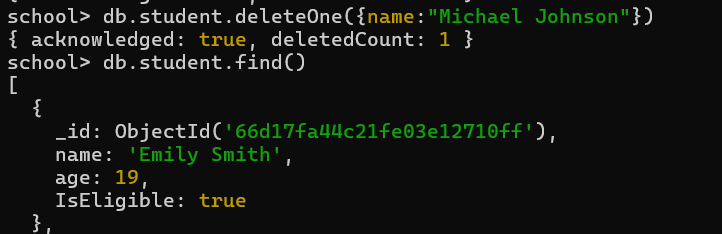 school> db.student.deleteOne({name:"Michael Johnson"})
{ acknowledged: true, deletedCount: 1 }
school> db.student.find()
[
  {
    _id: ObjectId('66d17fa44c21fe03e12710ff'),
    name: 'Emily Smith',
    age: 19,
    IsEligible: true
  },